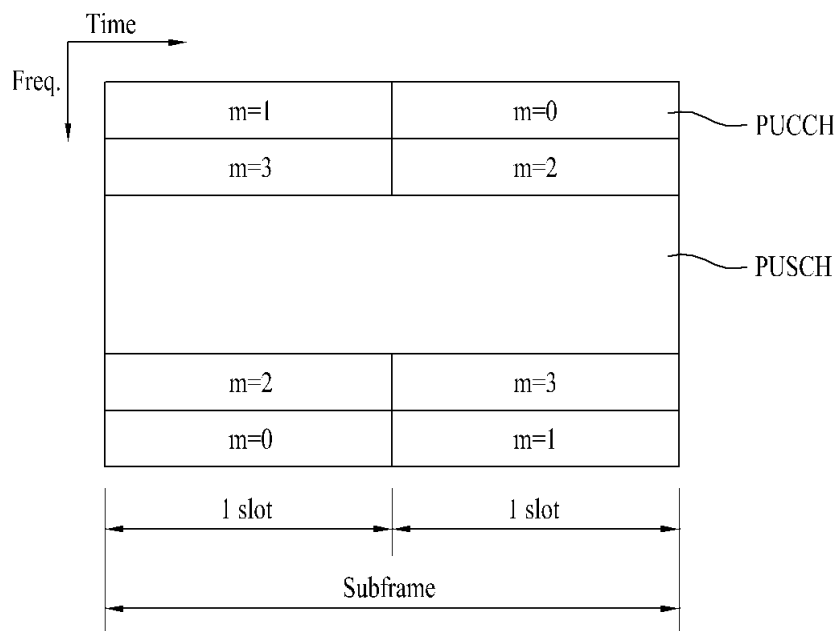 Time
Freq.
m=1 m=0
PUCCH
m=3 m=2
PUSCH
m=2 m=3
m=0 m=1
1 slot 1 slot
Subframe